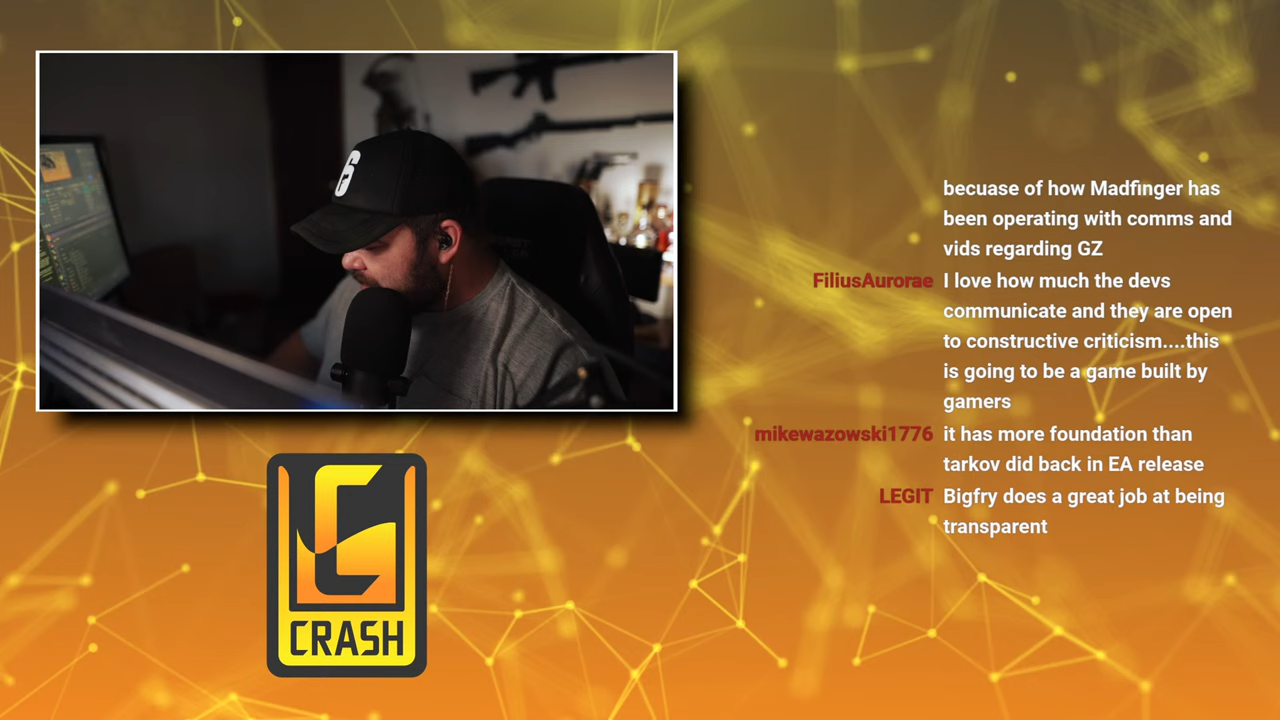 6
becuase of how Madfinger has
been operating with comms and
vids regarding GZ
FiliusAurorae I love how much the devs
communicate and they are open
to constructive criticism....this
is going to be a game built by
gamers
mikewazowski1776 it has more foundation than
tarkov did back in EA release
LEGIT Bigfry does a great job at being
transparent
CRASH